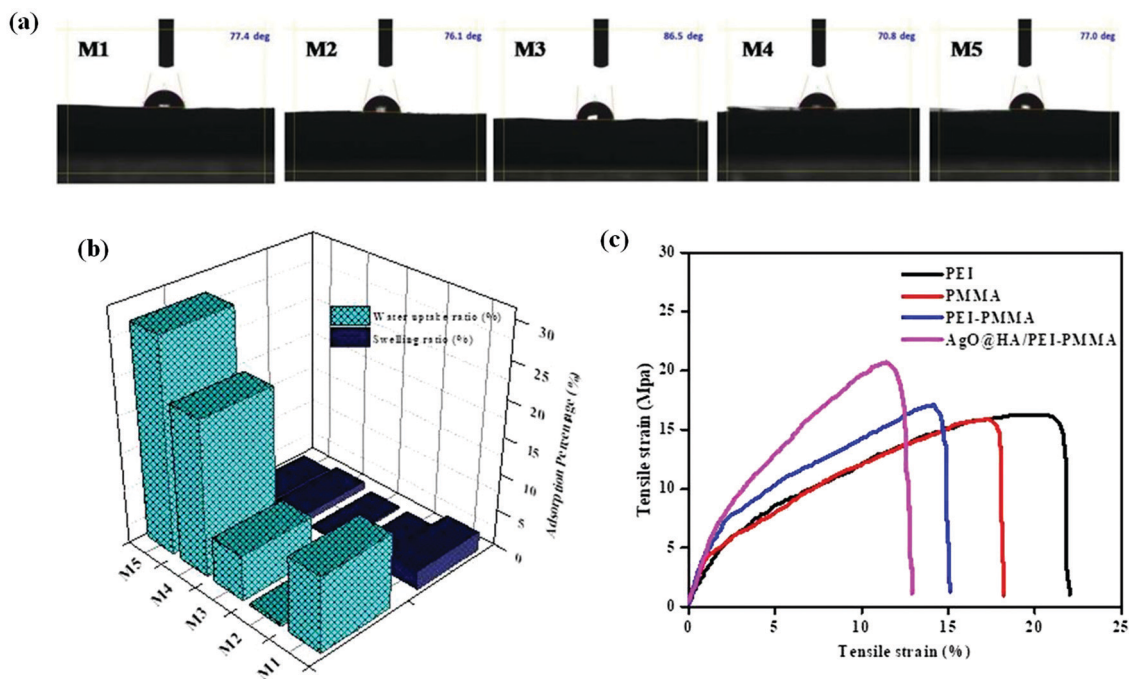 (a)
M1 77.4 deg
M2 76.1 deg
M3 86.5 deg
M4 70.8 deg
M5 77.0 deg
(b)
Water uptake ratio (%)
Swelling ratio (%)
30
25
20
15
10
5
0
Adsorption Percentage (%)
M5
M4
M3
M2
M1
(c)
30
25
20
15
10
5
0
Tensile strain (Mpa)
PEI
PMMA
PEI-PMMA
AgO@HA/PEI-PMMA
0 5 10 15 20 25
Tensile strain (%)